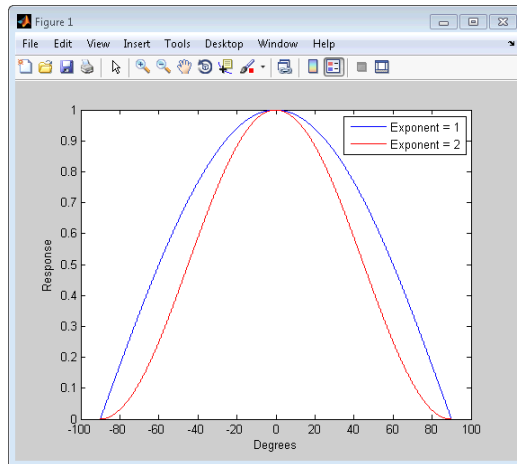 Figure 1
File Edit View Insert Tools Desktop Window Help
Exponent = 1
Exponent = 2
1
0.9
0.8
0.7
0.6
0.5
0.4
0.3
0.2
0.1
0
Response
-100 -80 -60 -40 -20 0 20 40 60 80 100
Degrees